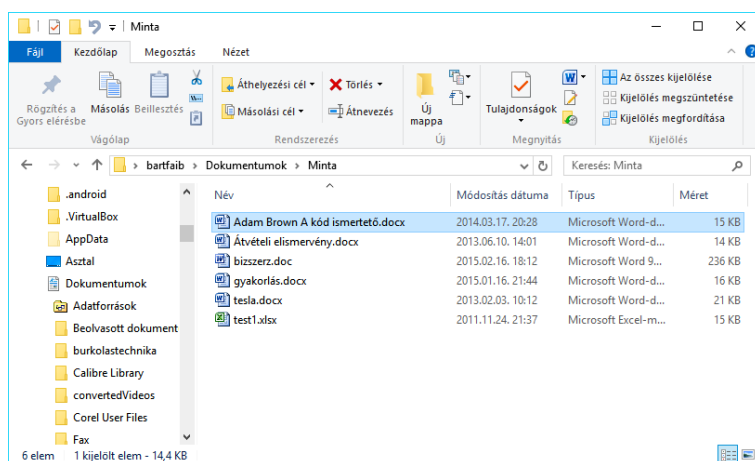 Minta
Fájl Kezdőlap Megosztás Nézet
Rögzítés a Gyors elérésbe
Másolás
Beillesztés
Vágólap
Áthelyezési cél
Másolási cél
Törlés
Átnevezés
Rendszerezés
Új mappa
Új
Tulajdonságok
Megnyitás
Az összes kijelölése
Kijelölés megszüntetése
Kijelölés megfordítása
Kijelölés
bartfaib > Dokumentumok > Minta
Keresés: Minta
.android
.VirtualBox
AppData
Asztal
Dokumentumok
Adatforrások
Beolvasott dokument
burkolastechnika
Calibre Library
convertedVideos
Corel User Files
Fax
Név Módosítás dátuma Típus Méret
Adam Brown A kód ismertető.docx 2014.03.17. 20:28 Microsoft Word-d... 15 KB
Átvételi elismervény.docx 2013.06.10. 14:01 Microsoft Word-d... 14 KB
bizszerz.doc 2015.02.16. 18:12 Microsoft Word 9... 236 KB
gyakorlás.docx 2015.01.16. 21:44 Microsoft Word-d... 16 KB
tesla.docx 2013.02.03. 10:12 Microsoft Word-d... 21 KB
test1.xlsx 2011.11.24. 21:37 Microsoft Excel-m... 15 KB
6 elem 1 kijelölt elem - 14,4 KB